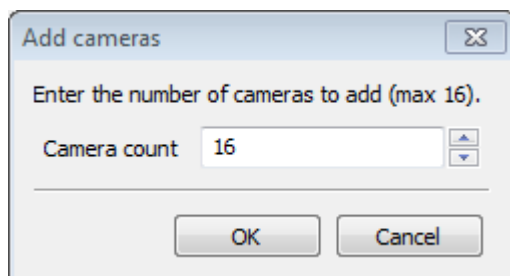 Add cameras
Enter the number of cameras to add (max 16).
Camera count 16
OK Cancel